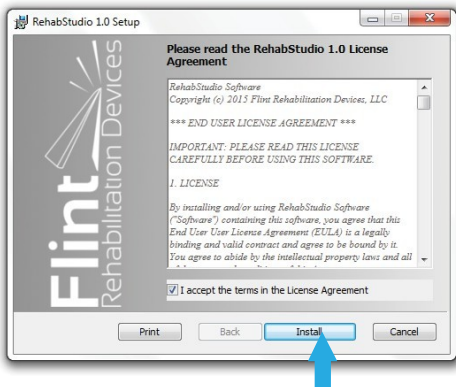 RehabStudio 1.0 Setup
Flint
Rehabilitation Devices
Please read the RehabStudio 1.0 License
Agreement
RehabStudio Software
Copyright (c) 2015 Flint Rehabilitation Devices, LLC
*** END USER LICENSE AGREEMENT ***
IMPORTANT: PLEASE READ THIS LICENSE
CAREFULLY BEFORE USING THIS SOFTWARE.
1. LICENSE
By installing and/or using RehabStudio Software
("Software") containing this software, you agree that this
End User User License Agreement (EULA) is a legally
binding and valid contract and agree to be bound by it.
You agree to abide by the intellectual property laws and all
I accept the terms in the License Agreement
Print
Back
Install
Cancel